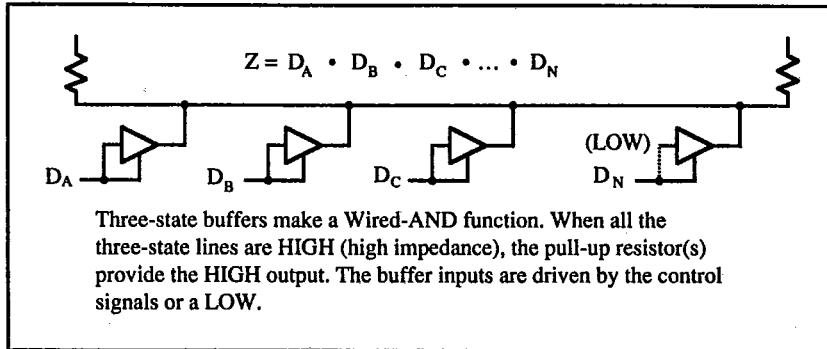 Z = D_A • D_B • D_C • ... • D_N
(LOW)
D_A D_B D_C D_N
Three-state buffers make a Wired-AND function. When all the
three-state lines are HIGH (high impedance), the pull-up resistor(s)
provide the HIGH output. The buffer inputs are driven by the control
signals or a LOW.